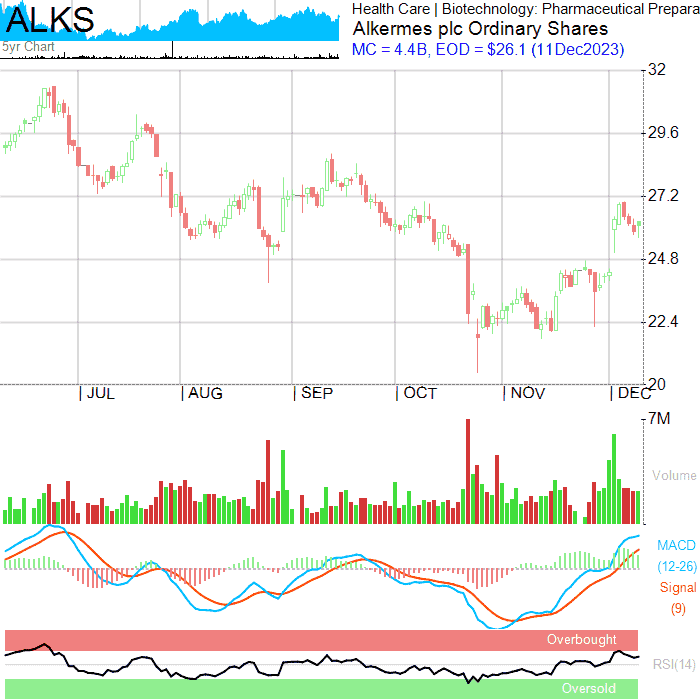 ALKS
5yr Chart
Health Care | Biotechnology: Pharmaceutical Prepara
Alkermes plc Ordinary Shares
MC = 4.4B, EOD = $26.1 (11Dec2023)
32
29.6
27.2
24.8
22.4
20
| JUL | AUG | SEP | OCT | NOV | DEC
7M
Volume
MACD
(12-26)
Signal
(9)
Overbought
RSI(14)
Oversold